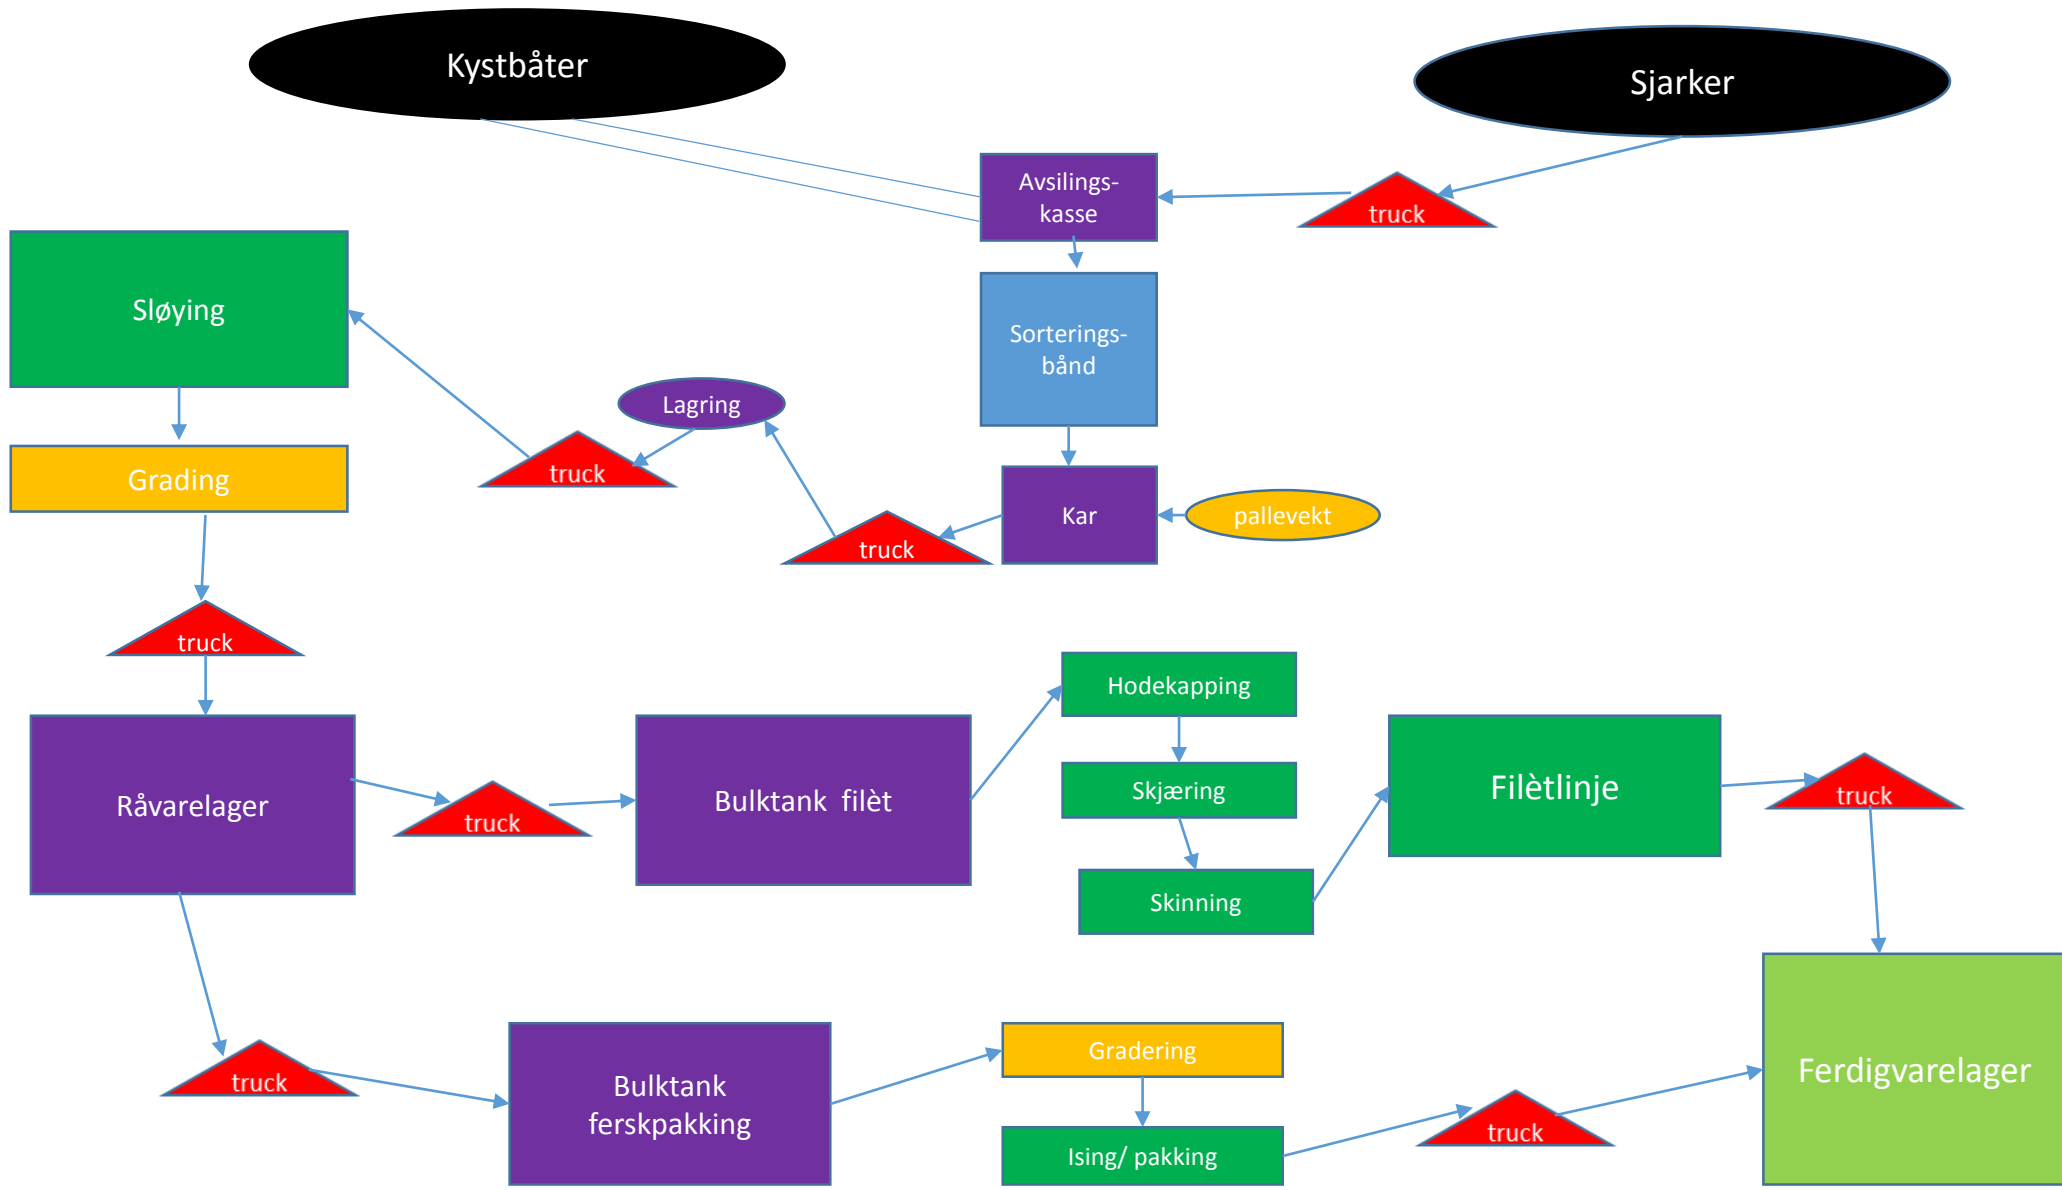 Kystbåter
Sjarker
Avsilings-
kasse
truck
Sorterings-
bånd
Sløying
Lagring
truck
Grading
Kar
pallevekt
truck
truck
Hodekapping
Råvarelager
truck
Bulktank filèt
Skjæring
Skinning
Filètlinje
truck
truck
Bulktank
ferskpakking
Gradering
Ising/ pakking
truck
Ferdigvarelager